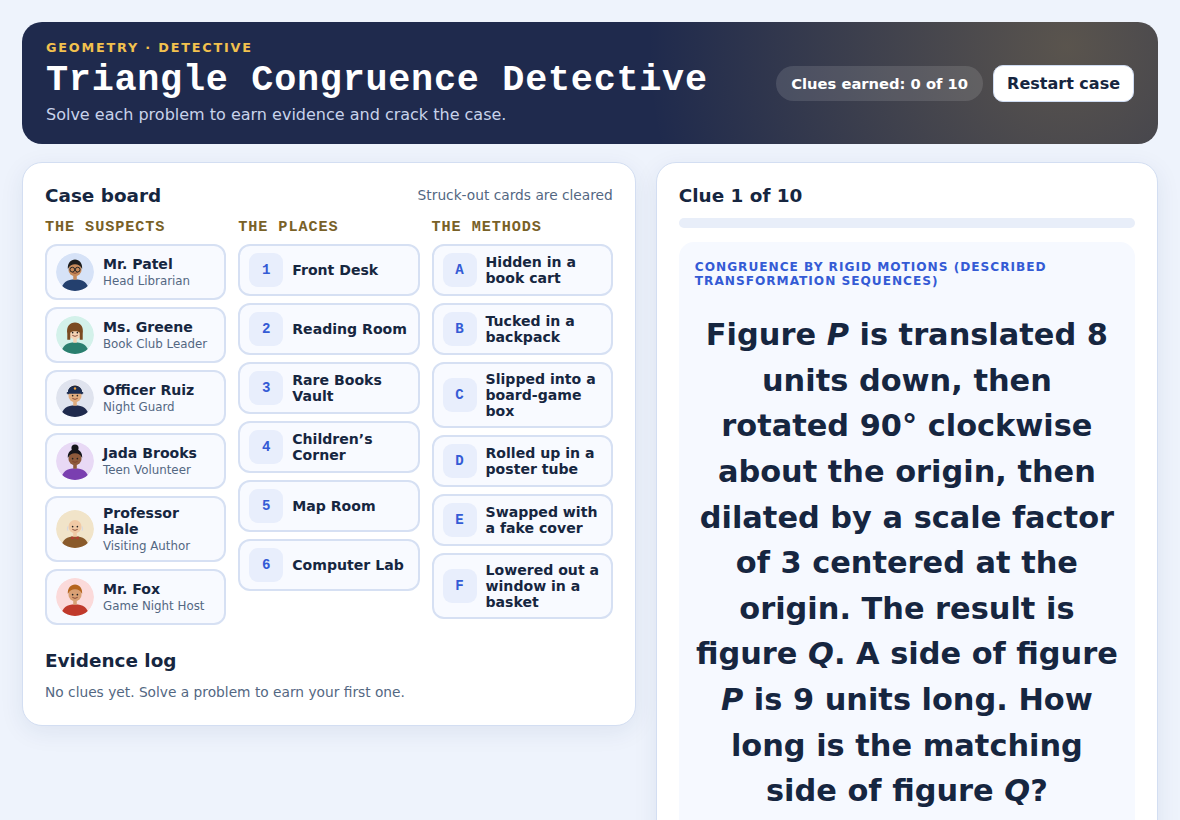 GEOMETRY · DETECTIVE
Triangle Congruence Detective
Solve each problem to earn evidence and crack the case.
Clues earned: 0 of 10
Restart case
Case board
Struck-out cards are cleared
THE SUSPECTS
Mr. Patel
Head Librarian
Ms. Greene
Book Club Leader
Officer Ruiz
Night Guard
Jada Brooks
Teen Volunteer
Professor
Hale
Visiting Author
Mr. Fox
Game Night Host
THE PLACES
1
Front Desk
2
Reading Room
3
Rare Books
Vault
4
Children’s
Corner
5
Map Room
6
Computer Lab
THE METHODS
A
Hidden in a
book cart
B
Tucked in a
backpack
C
Slipped into a
board-game
box
D
Rolled up in a
poster tube
E
Swapped with
a fake cover
F
Lowered out a
window in a
basket
Evidence log
No clues yet. Solve a problem to earn your first one.
Clue 1 of 10
CONGRUENCE BY RIGID MOTIONS (DESCRIBED
TRANSFORMATION SEQUENCES)
Figure P is translated 8
units down, then
rotated 90° clockwise
about the origin, then
dilated by a scale factor
of 3 centered at the
origin. The result is
figure Q. A side of figure
P is 9 units long. How
long is the matching
side of figure Q?